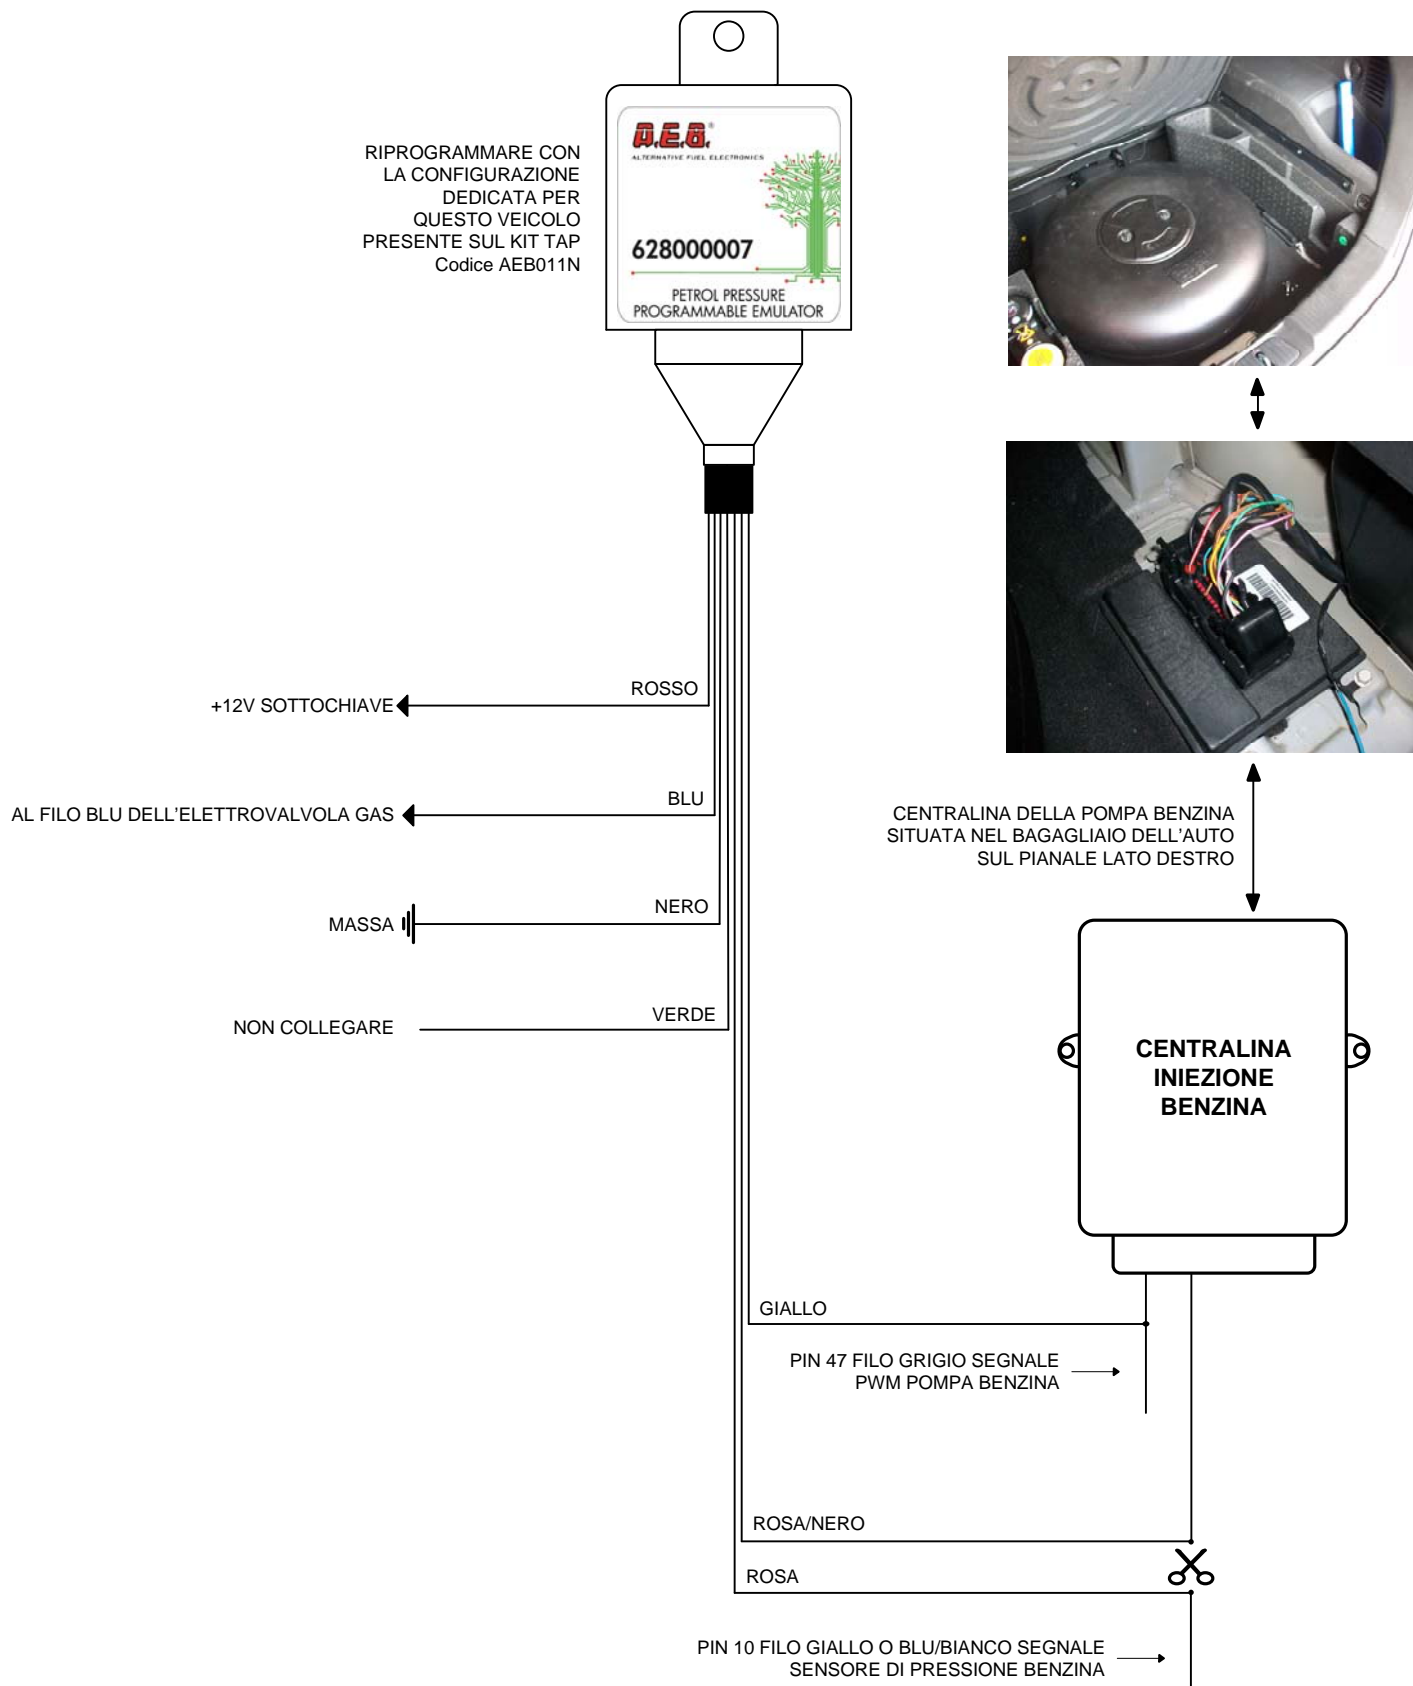 A.E.B.®
ALTERNATIVE FUEL ELECTRONICS
628000007
PETROL PRESSURE
PROGRAMMABLE EMULATOR
RIPROGRAMMARE CON
LA CONFIGURAZIONE
DEDICATA PER
QUESTO VEICOLO
PRESENTE SUL KIT TAP
Codice AEB011N
ROSSO
+12V SOTTOCHIAVE
BLU
AL FILO BLU DELL'ELETTROVALVOLA GAS
NERO
MASSA
VERDE
NON COLLEGARE
CENTRALINA DELLA POMPA BENZINA
SITUATA NEL BAGAGLIAIO DELL'AUTO
SUL PIANALE LATO DESTRO
CENTRALINA
INIEZIONE
BENZINA
GIALLO
PIN 47 FILO GRIGIO SEGNALE
PWM POMPA BENZINA
ROSA/NERO
ROSA
PIN 10 FILO GIALLO O BLU/BIANCO SEGNALE
SENSORE DI PRESSIONE BENZINA